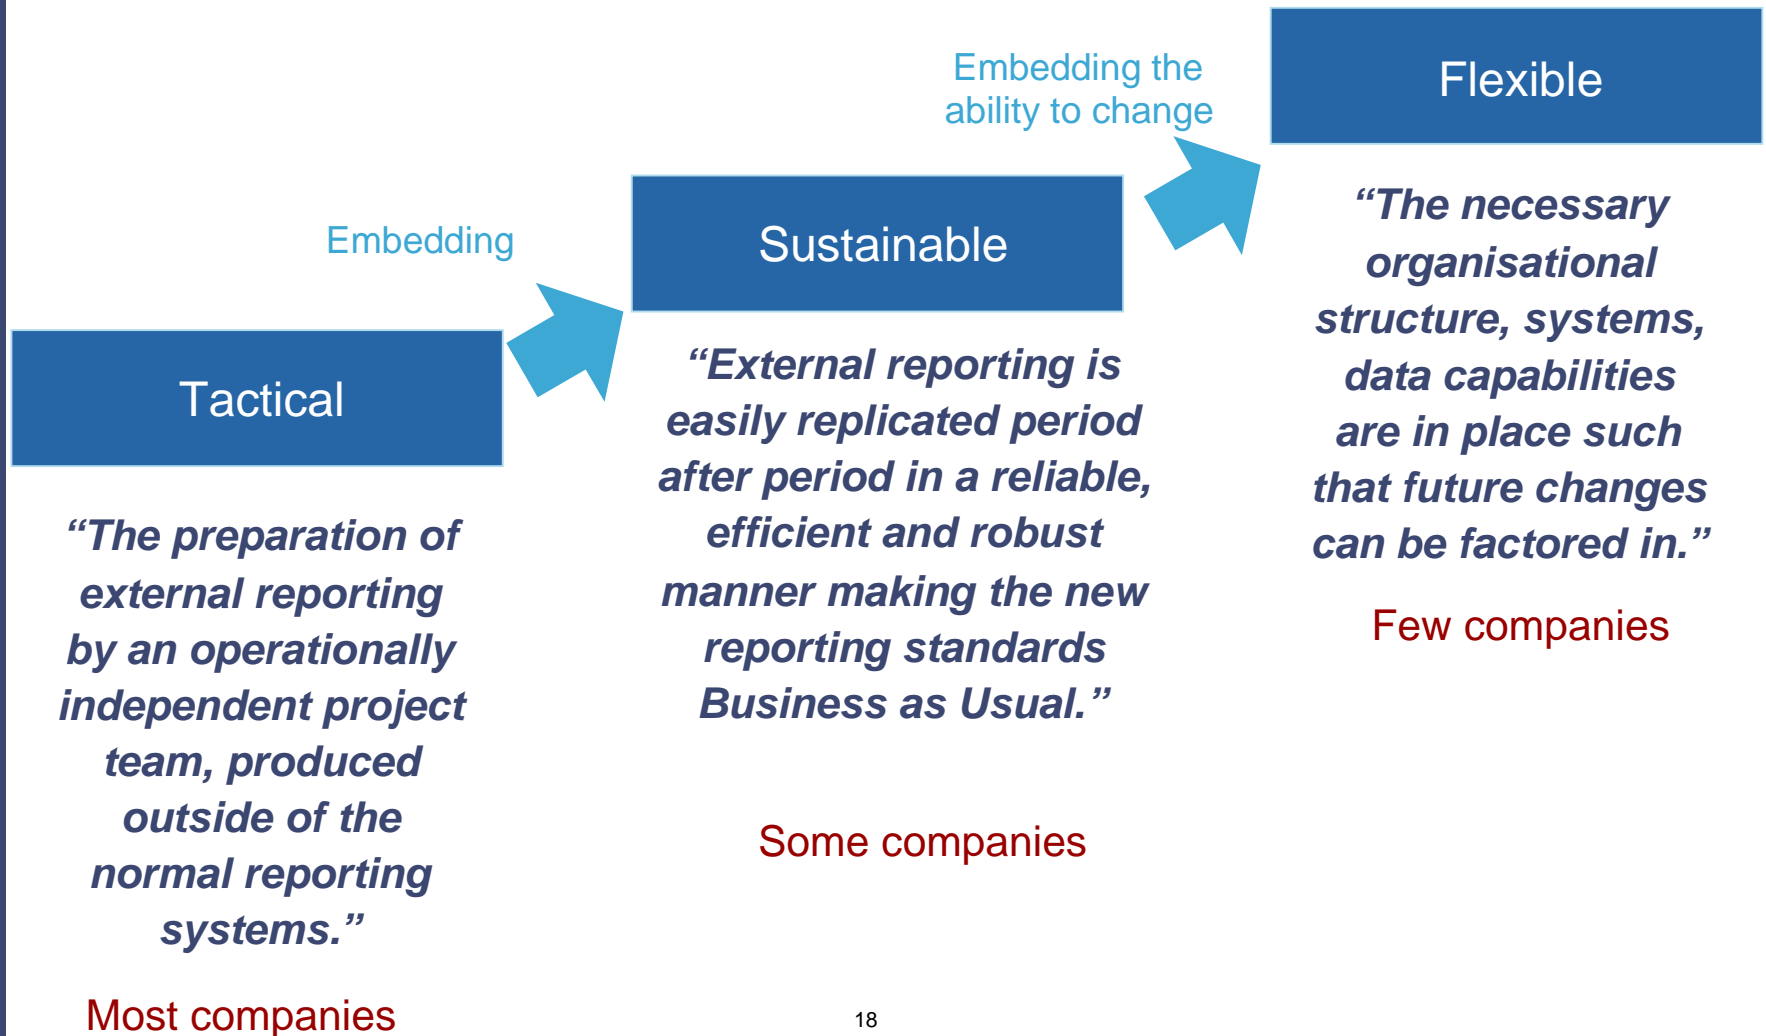 Tactical
“The preparation of
external reporting
by an operationally
independent project
team, produced
outside of the
normal reporting
systems.”
Most companies
Embedding
Sustainable
“External reporting is
easily replicated period
after period in a reliable,
efficient and robust
manner making the new
reporting standards
Business as Usual.”
Some companies
Embedding the
ability to change
Flexible
“The necessary
organisational
structure, systems,
data capabilities
are in place such
that future changes
can be factored in.”
Few companies
18